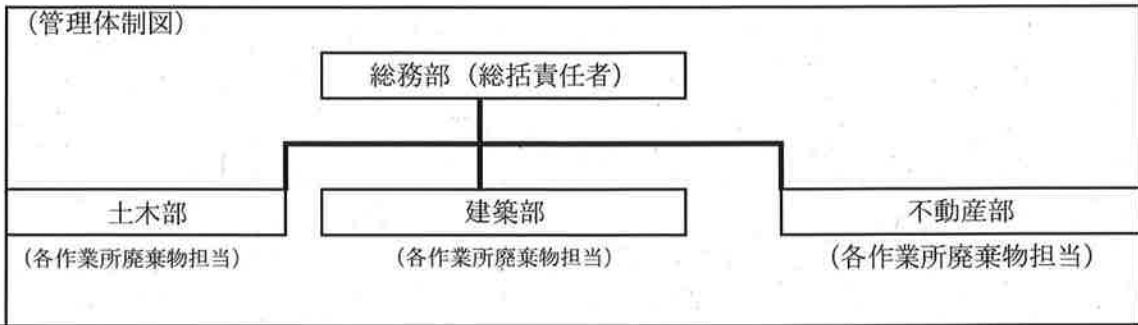 (管理体制図)
総務部(総括責任者)
土木部 建築部 不動産部
(各作業所廃棄物担当) (各作業所廃棄物担当) (各作業所廃棄物担当)